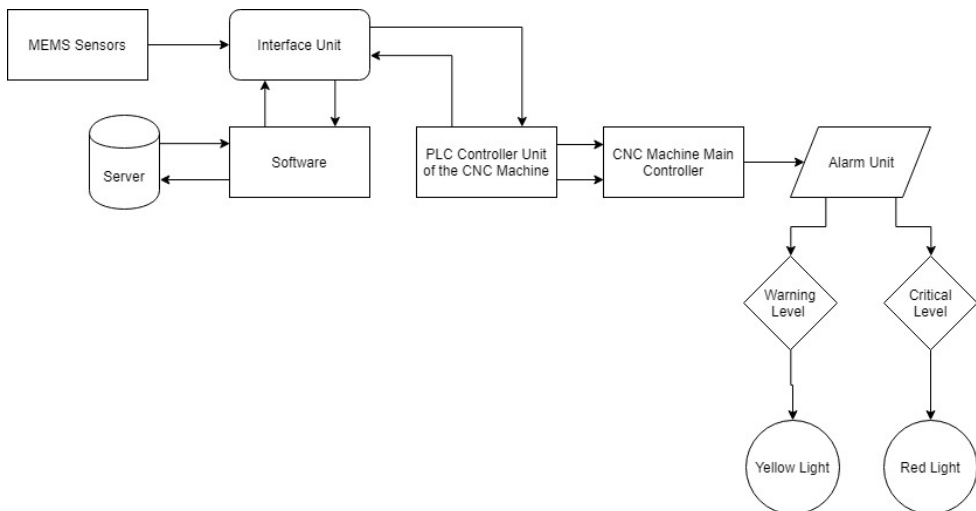 MEMS Sensors
Interface Unit
Server
Software
PLC Controller Unit
of the CNC Machine
CNC Machine Main
Controller
Alarm Unit
Warning
Level
Critical
Level
Yellow Light
Red Light